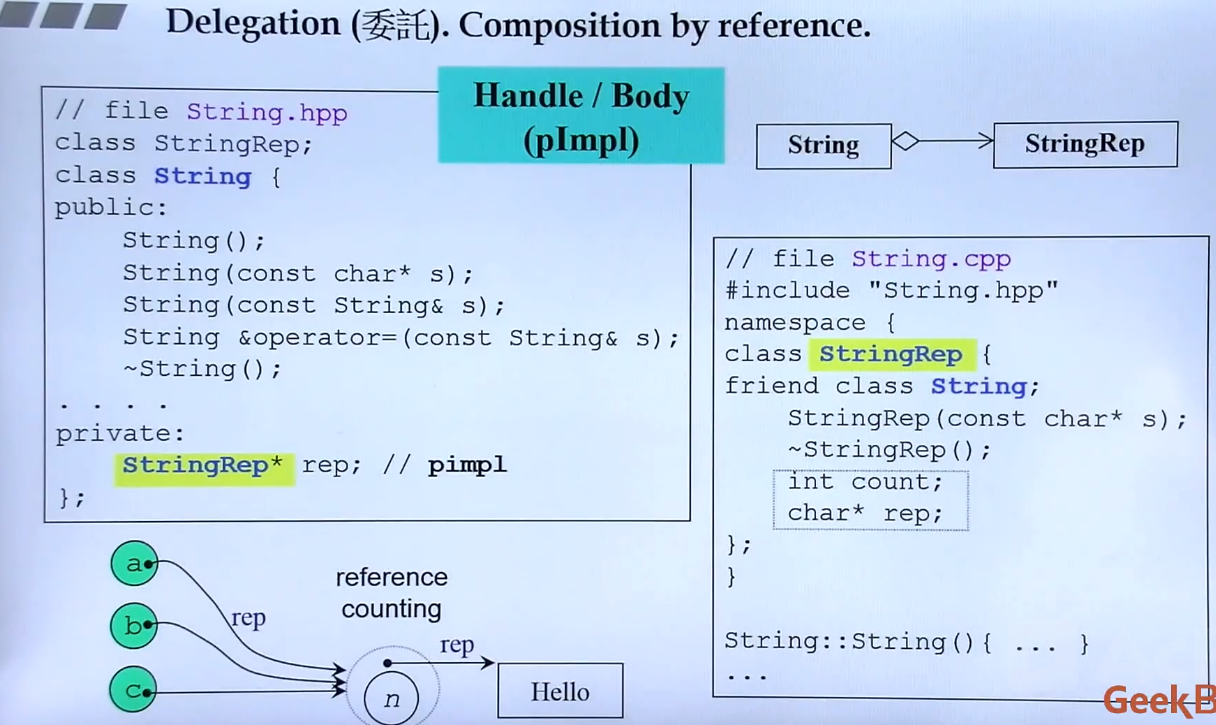 Delegation (委託). Composition by reference.
Handle / Body
(pImpl)
// file String.hpp
class StringRep;
class String {
public:
String();
String(const char* s);
String(const String& s);
String &operator=(const String& s);
~String();
. . . .
private:
StringRep* rep; // pimpl
};
String
StringRep
// file String.cpp
#include "String.hpp"
namespace {
class StringRep {
friend class String;
StringRep(const char* s);
~StringRep();
int count;
char* rep;
};
}
String::String(){ ... }
...
a
b
c
rep
reference
counting
n
rep
Hello
GeekB